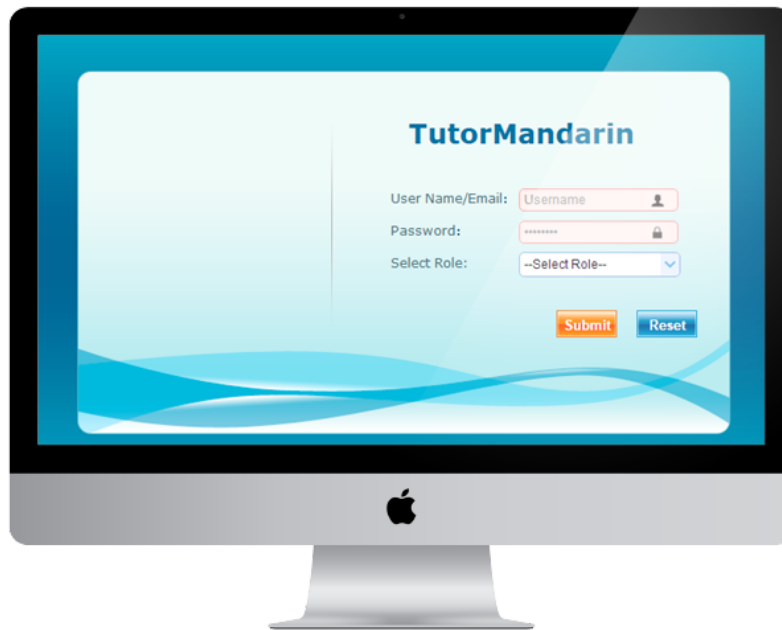 TutorMandarin
User Name/Email: Username
Password: ********
Select Role: --Select Role--
Submit Reset